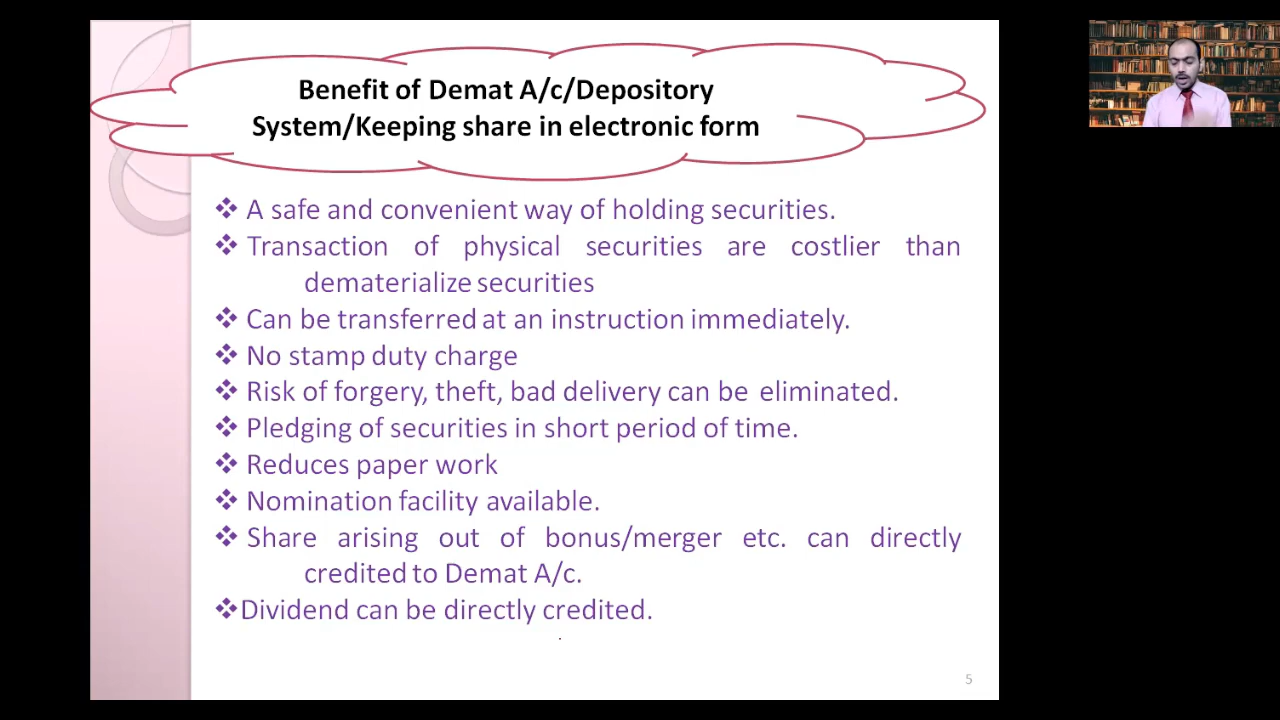 Benefit of Demat A/c/Depository
System/Keeping share in electronic form
❖ A safe and convenient way of holding securities.
❖ Transaction of physical securities are costlier than
dematerialize securities
❖ Can be transferred at an instruction immediately.
❖ No stamp duty charge
❖ Risk of forgery, theft, bad delivery can be eliminated.
❖ Pledging of securities in short period of time.
❖ Reduces paper work
❖ Nomination facility available.
❖ Share arising out of bonus/merger etc. can directly
credited to Demat A/c.
❖Dividend can be directly credited.
5